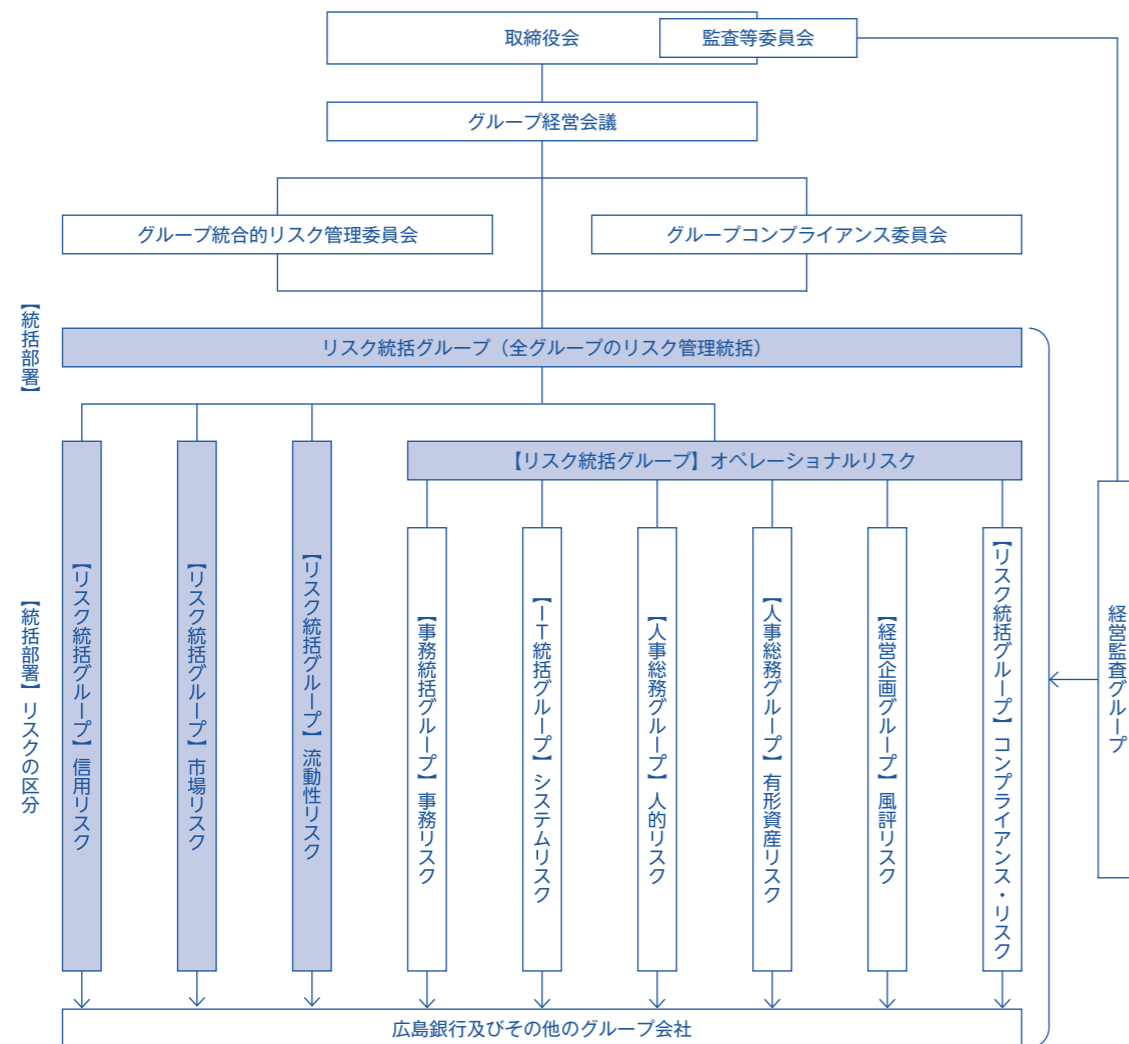 取締役会
監査等委員会
グループ経営会議
グループ統合的リスク管理委員会
グループコンプライアンス委員会
【統括部署】
リスク統括グループ（全グループのリスク管理統括）
【リスク統括グループ】オペレーショナルリスク
【統括部署】リスクの区分
【リスク統括グループ】信用リスク
【リスク統括グループ】市場リスク
【リスク統括グループ】流動性リスク
【事務統括グループ】事務リスク
【IT統括グループ】システムリスク
【人事総務グループ】人的リスク
【人事総務グループ】有形資産リスク
【経営企画グループ】風評リスク
【リスク統括グループ】コンプライアンス・リスク
経営監査グループ
広島銀行及びその他のグループ会社